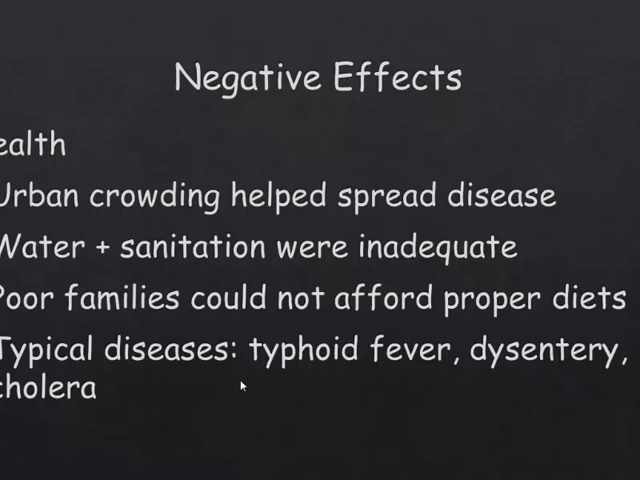 Negative Effects
ealth
Urban crowding helped spread disease
Water + sanitation were inadequate
Poor families could not afford proper diets
Typical diseases: typhoid fever, dysentery,
cholera